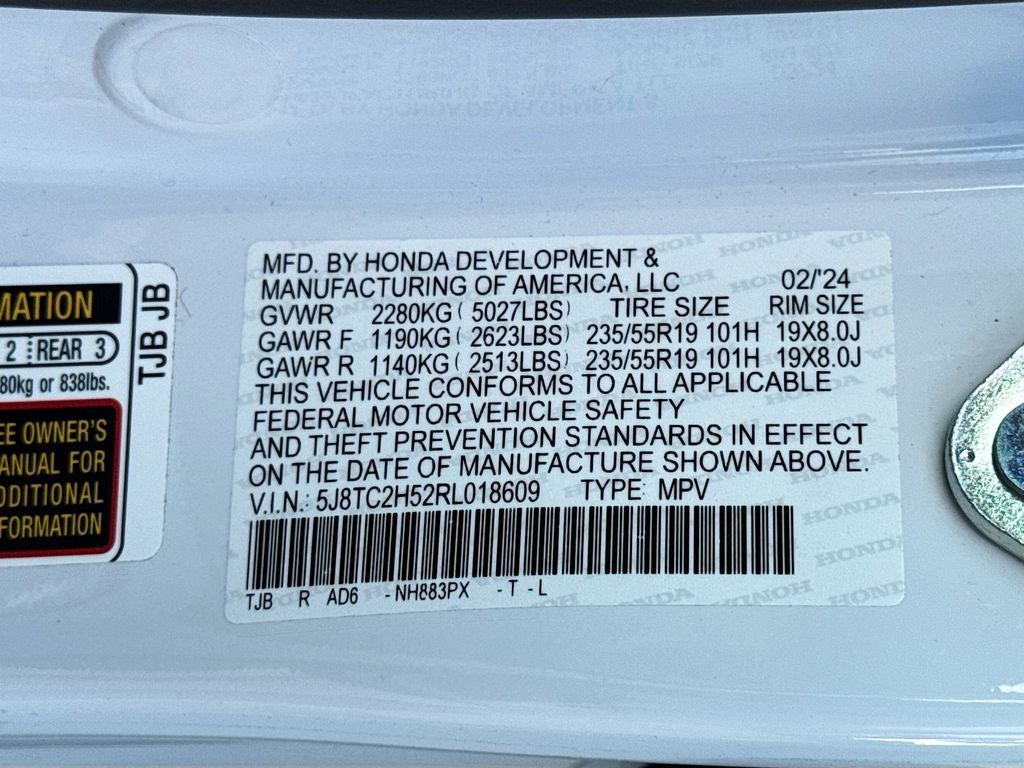 MFD. BY HONDA DEVELOPMENT &
MANUFACTURING OF AMERICA, LLC 02/'24
GVWR 2280KG ( 5027LBS) TIRE SIZE RIM SIZE
GAWR F 1190KG ( 2623LBS) 235/55R19 101H 19X8.0J
GAWR R 1140KG ( 2513LBS) 235/55R19 101H 19X8.0J
THIS VEHICLE CONFORMS TO ALL APPLICABLE
FEDERAL MOTOR VEHICLE SAFETY
AND THEFT PREVENTION STANDARDS IN EFFECT
ON THE DATE OF MANUFACTURE SHOWN ABOVE.
V.I.N.: 5J8TC2H52RL018609 TYPE: MPV
TJB R AD6 -NH883PX -T-L
MATION
2 REAR 3
80kg or 838lbs.
EE OWNER'S
ANUAL FOR
DDITIONAL
FORMATION
TJB JB